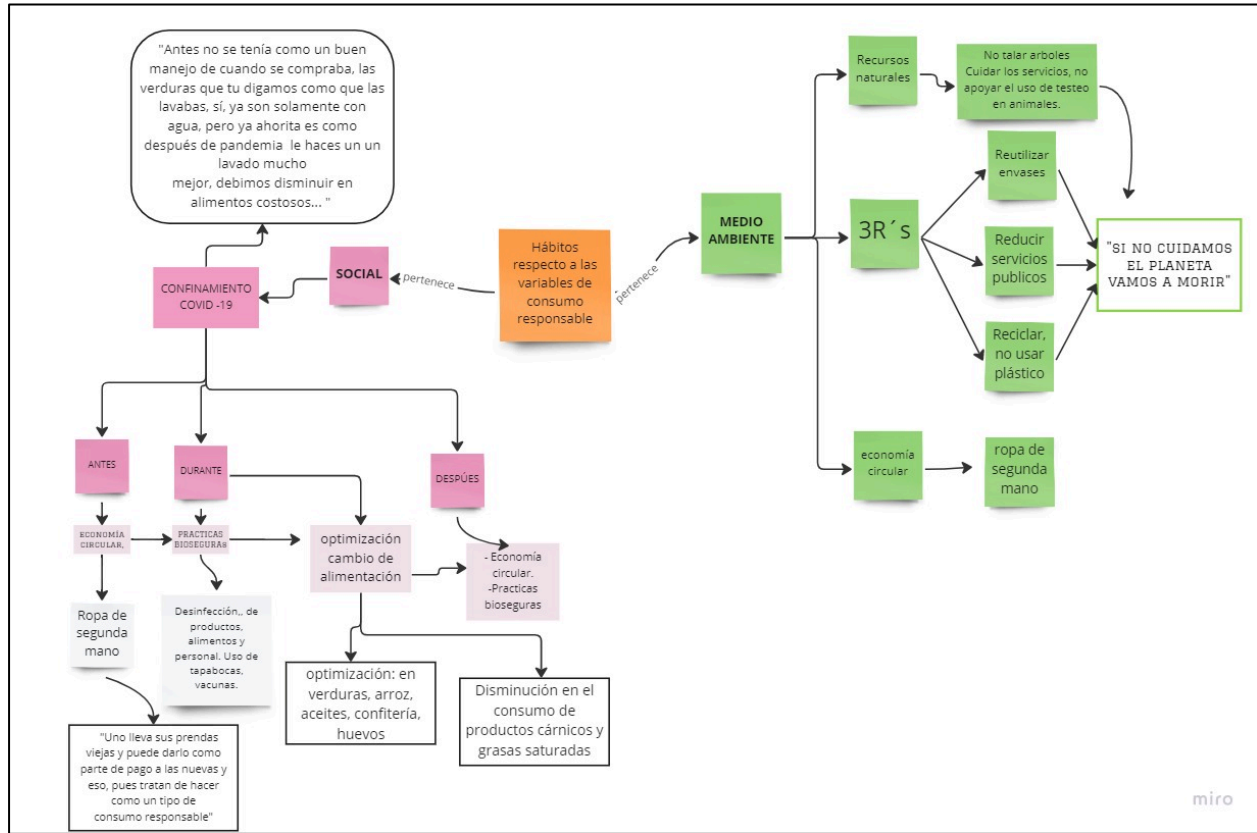 "Antes no se tenía como un buen
manejo de cuando se compraba, las
verduras que tu digamos como que las
lavabas, sí, ya son solamente con
agua, pero ya ahorita es como
después de pandemia le haces un un
lavado mucho
mejor, debimos disminuir en
alimentos costosos... "
CONFINAMIENTO
COVID -19
SOCIAL
pertenece
Hábitos
respecto a las
variables de
consumo
responsable
pertenece
MEDIO
AMBIENTE
Recursos
naturales
No talar arboles
Cuidar los servicios, no
apoyar el uso de testeo
en animales.
3R´s
Reutilizar
envases
Reducir
servicios
publicos
Reciclar,
no usar
plástico
"SI NO CUIDAMOS
EL PLANETA
VAMOS A MORIR"
economía
circular
ropa de
segunda
mano
ANTES
DURANTE
DESPÚES
ECONOMÍA
CIRCULAR,
PRACTICAS
BIOSEGURAS
optimización
cambio de
alimentación
- Economía
circular.
-Practicas
bioseguras
Ropa de
segunda
mano
Desinfección,, de
productos,
alimentos y
personal. Uso de
tapabocas,
vacunas.
optimización: en
verduras, arroz,
aceites, confitería,
huevos
Disminución en el
consumo de
productos cárnicos y
grasas saturadas
"Uno lleva sus prendas
viejas y puede darlo como
parte de pago a las nuevas y
eso, pues tratan de hacer
como un tipo de
consumo responsable"
miro